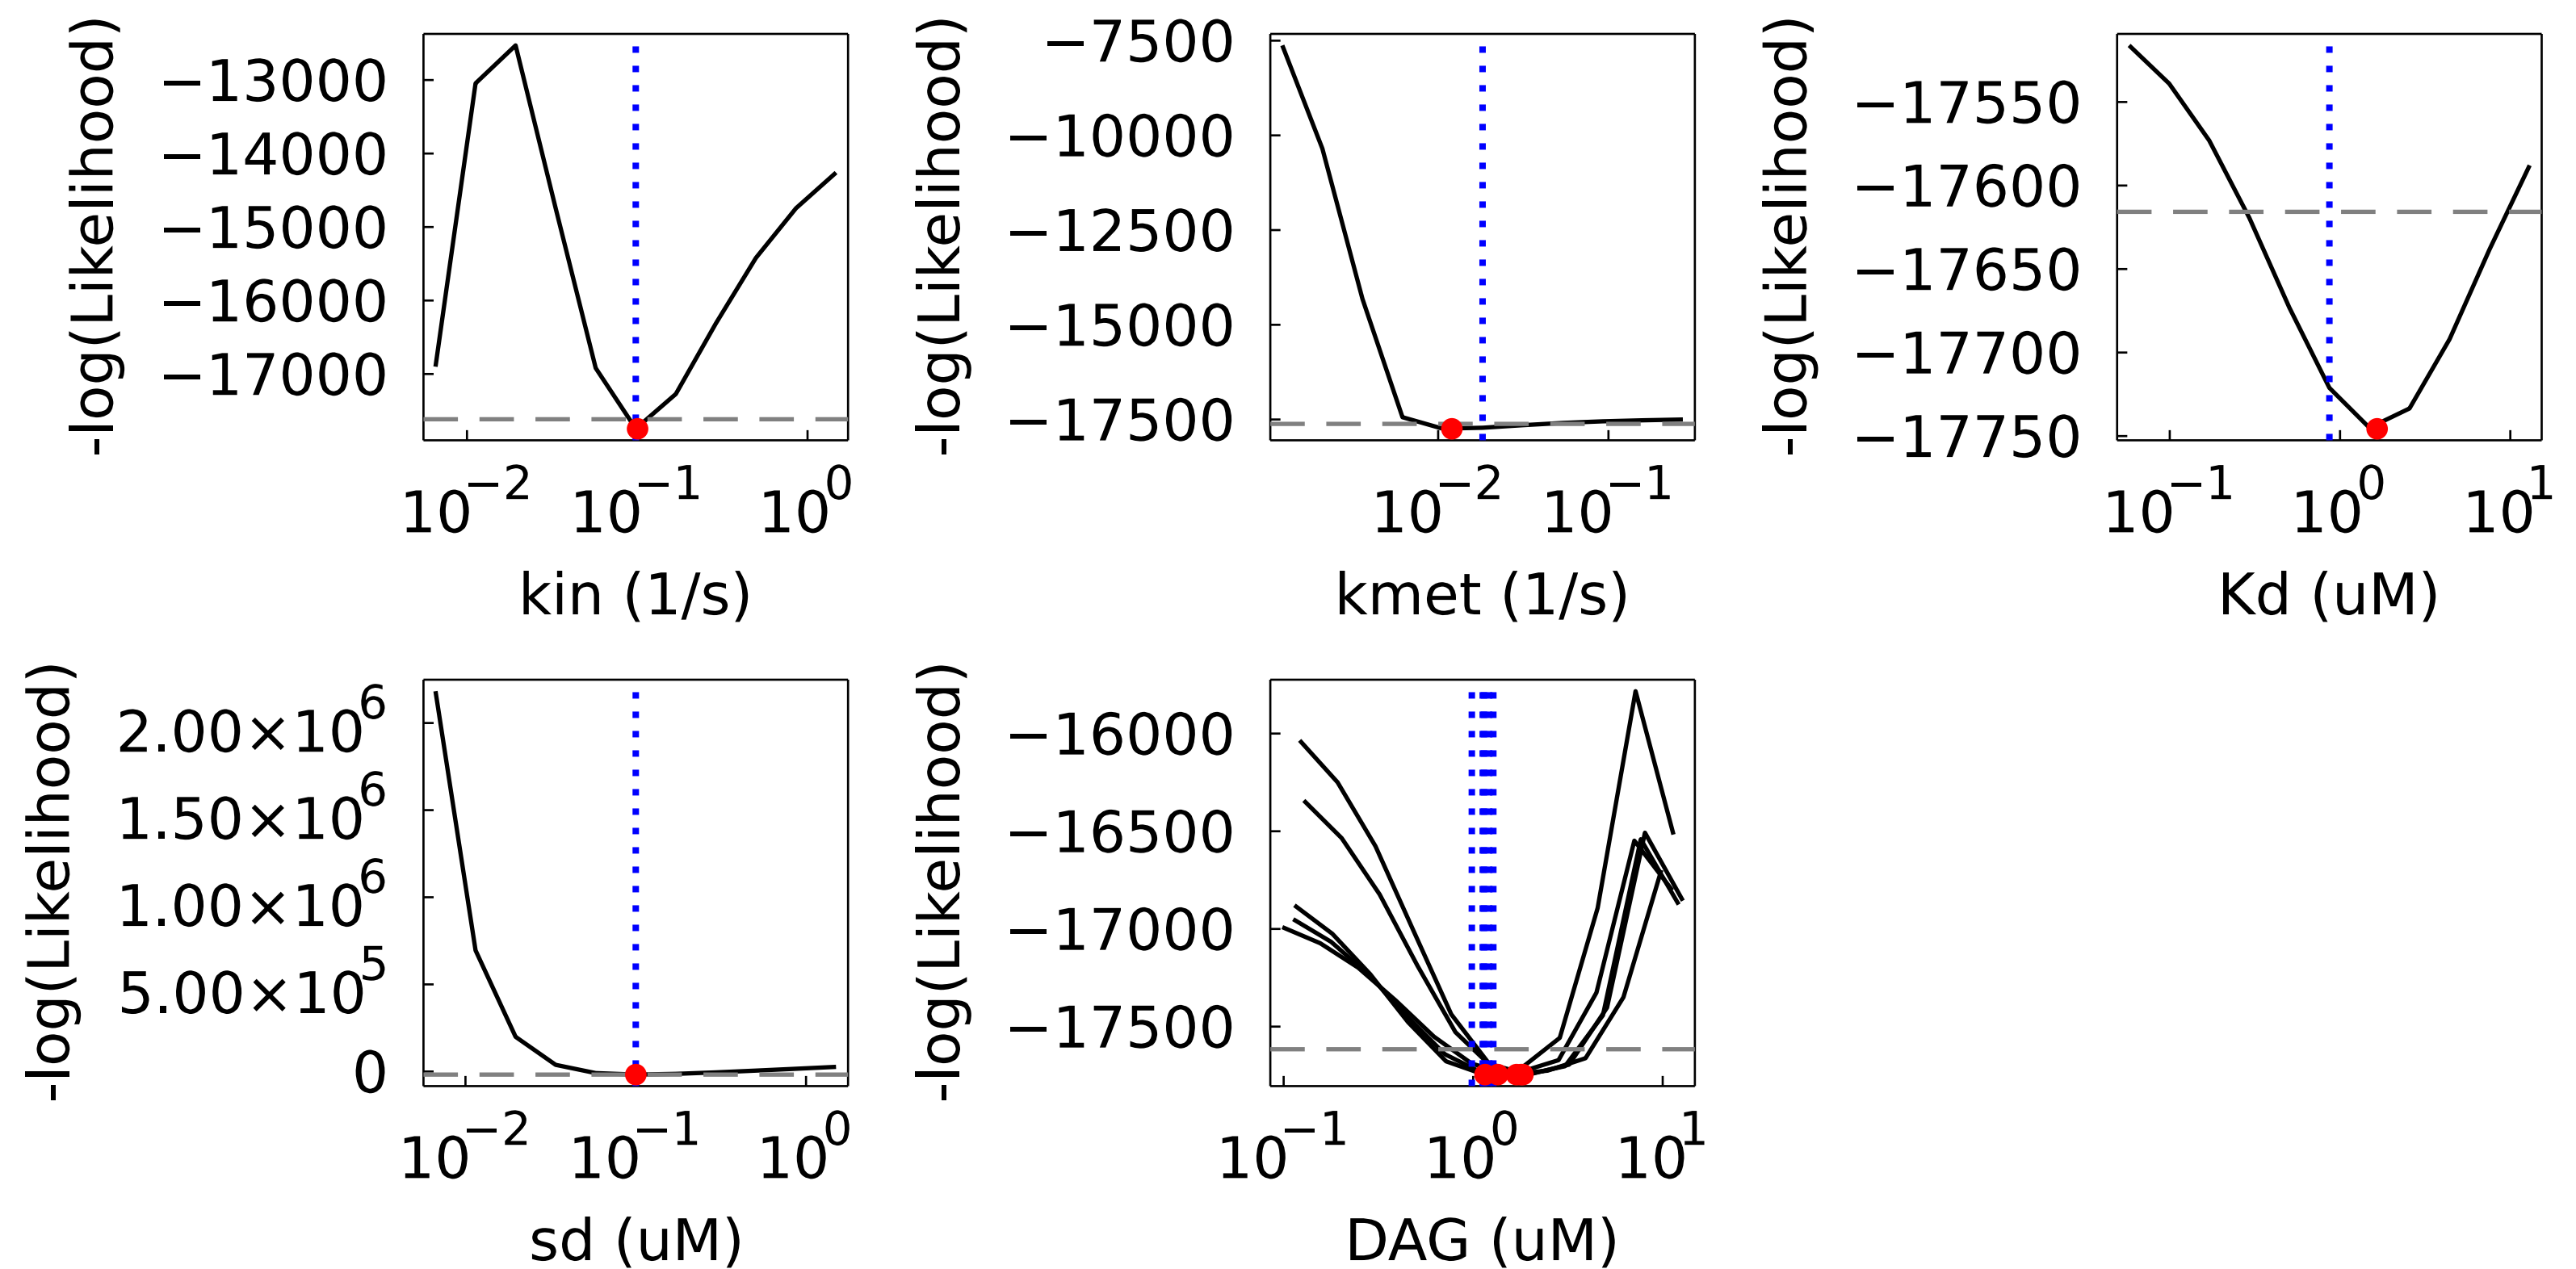 -log(Likelihood)
−13000
−14000
−15000
−16000
−17000
10−2 10−1 100
kin (1/s)
-log(Likelihood)
−7500
−10000
−12500
−15000
−17500
10−2 10−1
kmet (1/s)
-log(Likelihood)
−17550
−17600
−17650
−17700
−17750
10−1 100 101
Kd (uM)
-log(Likelihood)
2.00×106
1.50×106
1.00×106
5.00×105
0
10−2 10−1 100
sd (uM)
-log(Likelihood)
−16000
−16500
−17000
−17500
10−1 100 101
DAG (uM)